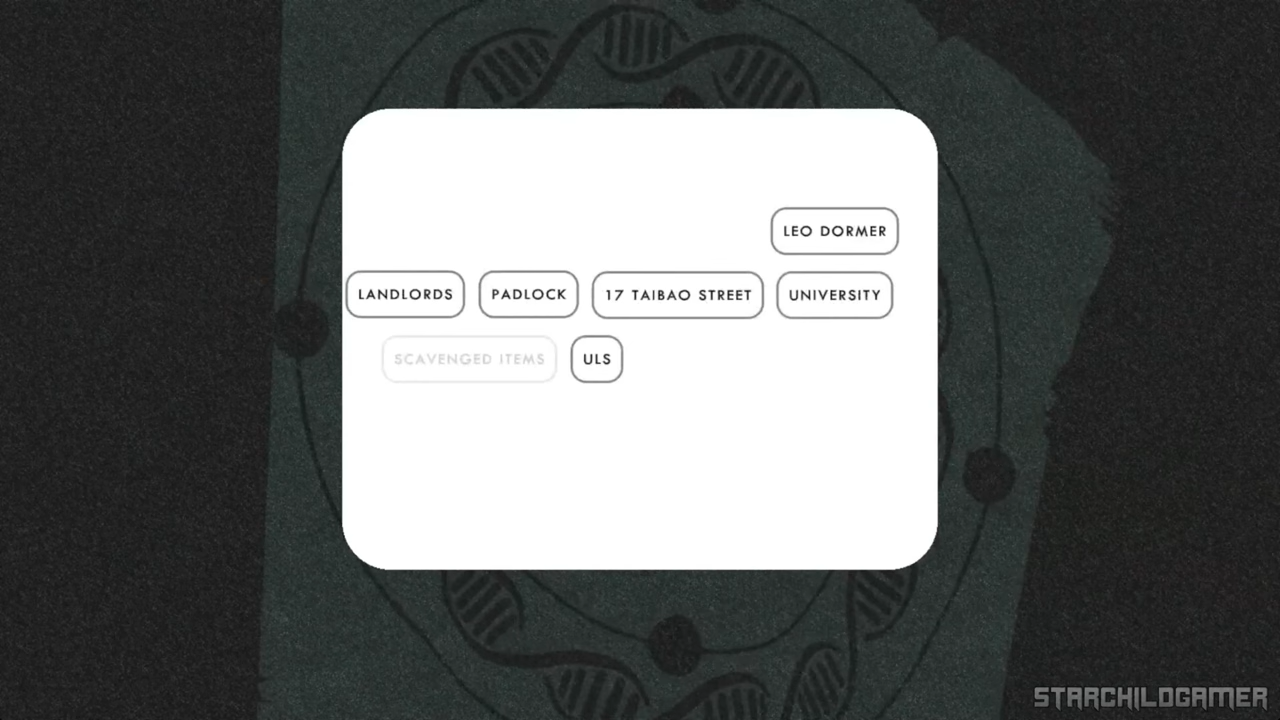 LEO DORMER
LANDLORDS PADLOCK 17 TAIBAO STREET UNIVERSITY
SCAVENGED ITEMS ULS
STARCHILDGAMER